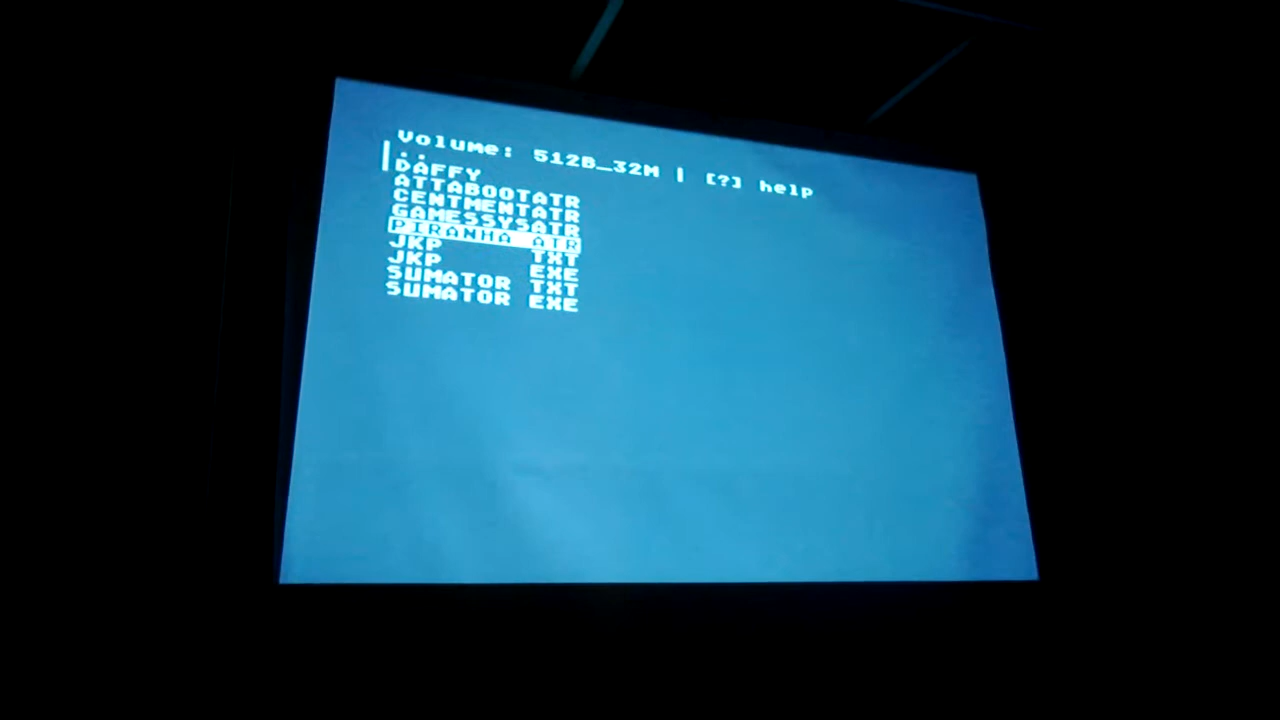 Volume: 512B_32M | [?] help
..
DAFFY
ATTABOOTATR
CENTMENTATR
GAMESSYSATR
PIRANHA ATR
JKP TXT
JKP EXE
SUMATOR TXT
SUMATOR EXE